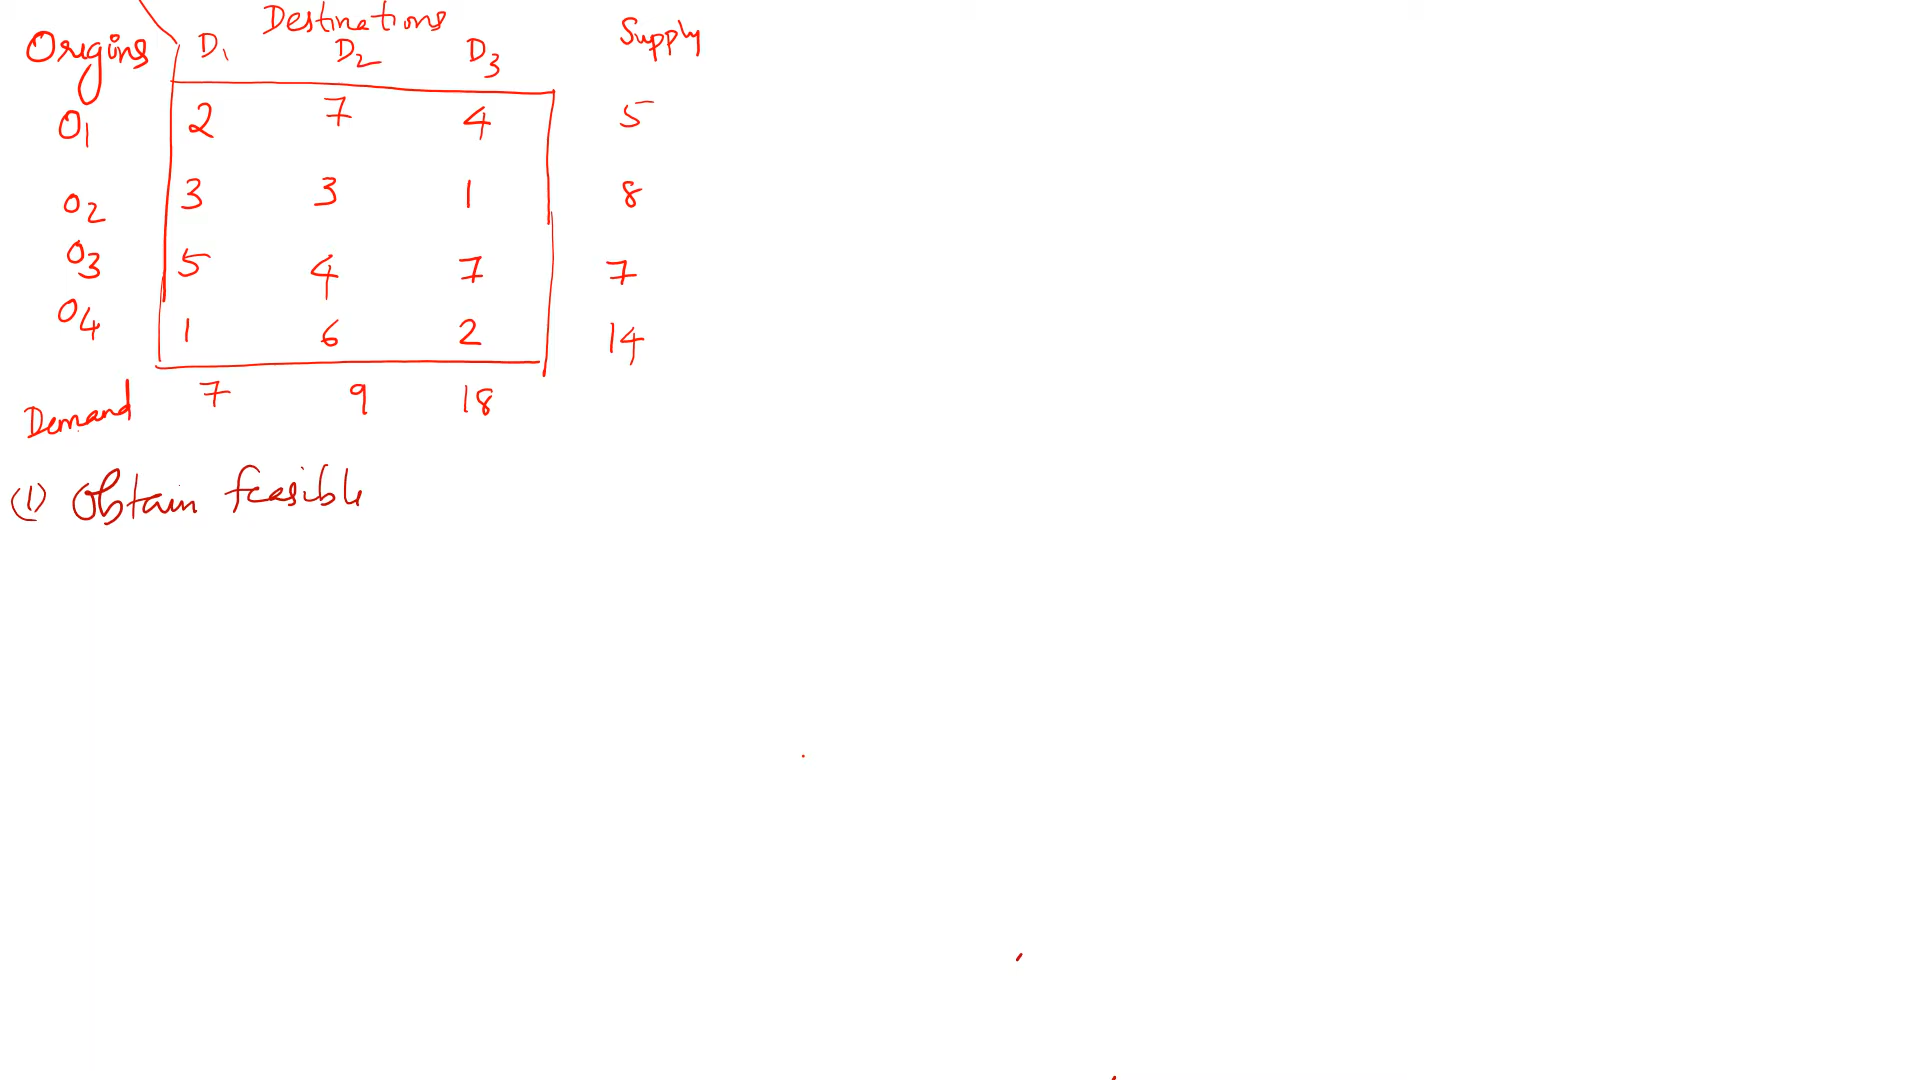 Destinations
Origins D1 D2 D3 Supply
O1 2 7 4 5
O2 3 3 1 8
O3 5 4 7 7
O4 1 6 2 14
Demand 7 9 18
(1) Obtain feasible